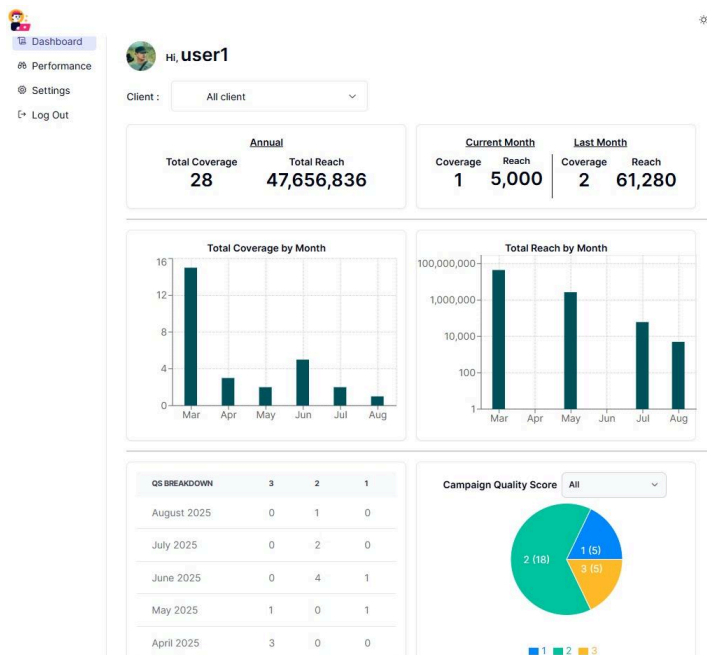 Dashboard
Performance
Settings
Log Out
Hi, user1
Client : All client
Annual
Total Coverage Total Reach
28 47,656,836
Current Month Last Month
Coverage Reach Coverage Reach
1 5,000 2 61,280
Total Coverage by Month
16
12
8
4
0
Mar Apr May Jun Jul Aug
Total Reach by Month
100,000,000
1,000,000
10,000
100
1
Mar Apr May Jun Jul Aug
QS BREAKDOWN 3 2 1
August 2025 0 1 0
July 2025 0 2 0
June 2025 0 4 1
May 2025 1 0 1
April 2025 3 0 0
Campaign Quality Score All
2 (18)
1 (5)
3 (5)
1 2 3